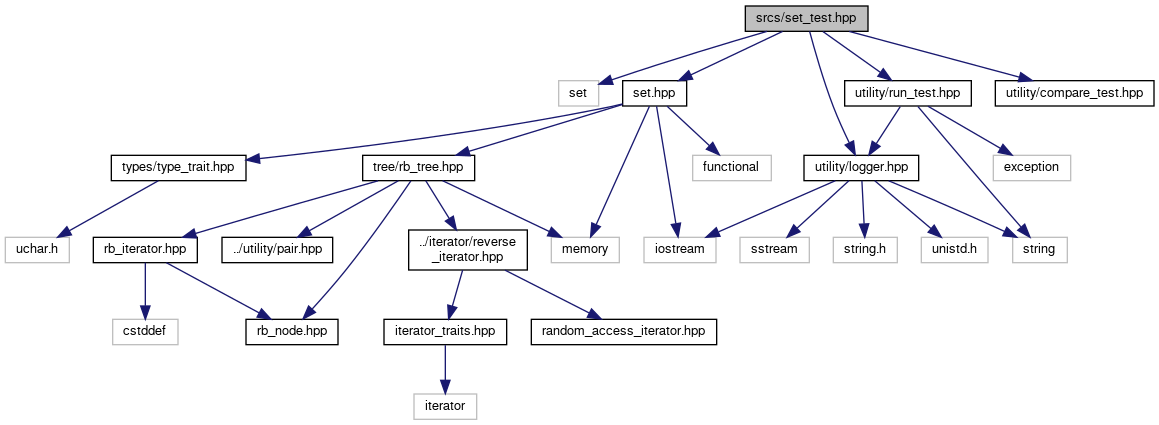 srcs/set_test.hpp
set
set.hpp
utility/run_test.hpp
utility/compare_test.hpp
types/type_trait.hpp
tree/rb_tree.hpp
functional
utility/logger.hpp
exception
uchar.h
rb_iterator.hpp
../utility/pair.hpp
../iterator/reverse
_iterator.hpp
memory
iostream
sstream
string.h
unistd.h
string
cstddef
rb_node.hpp
iterator_traits.hpp
random_access_iterator.hpp
iterator